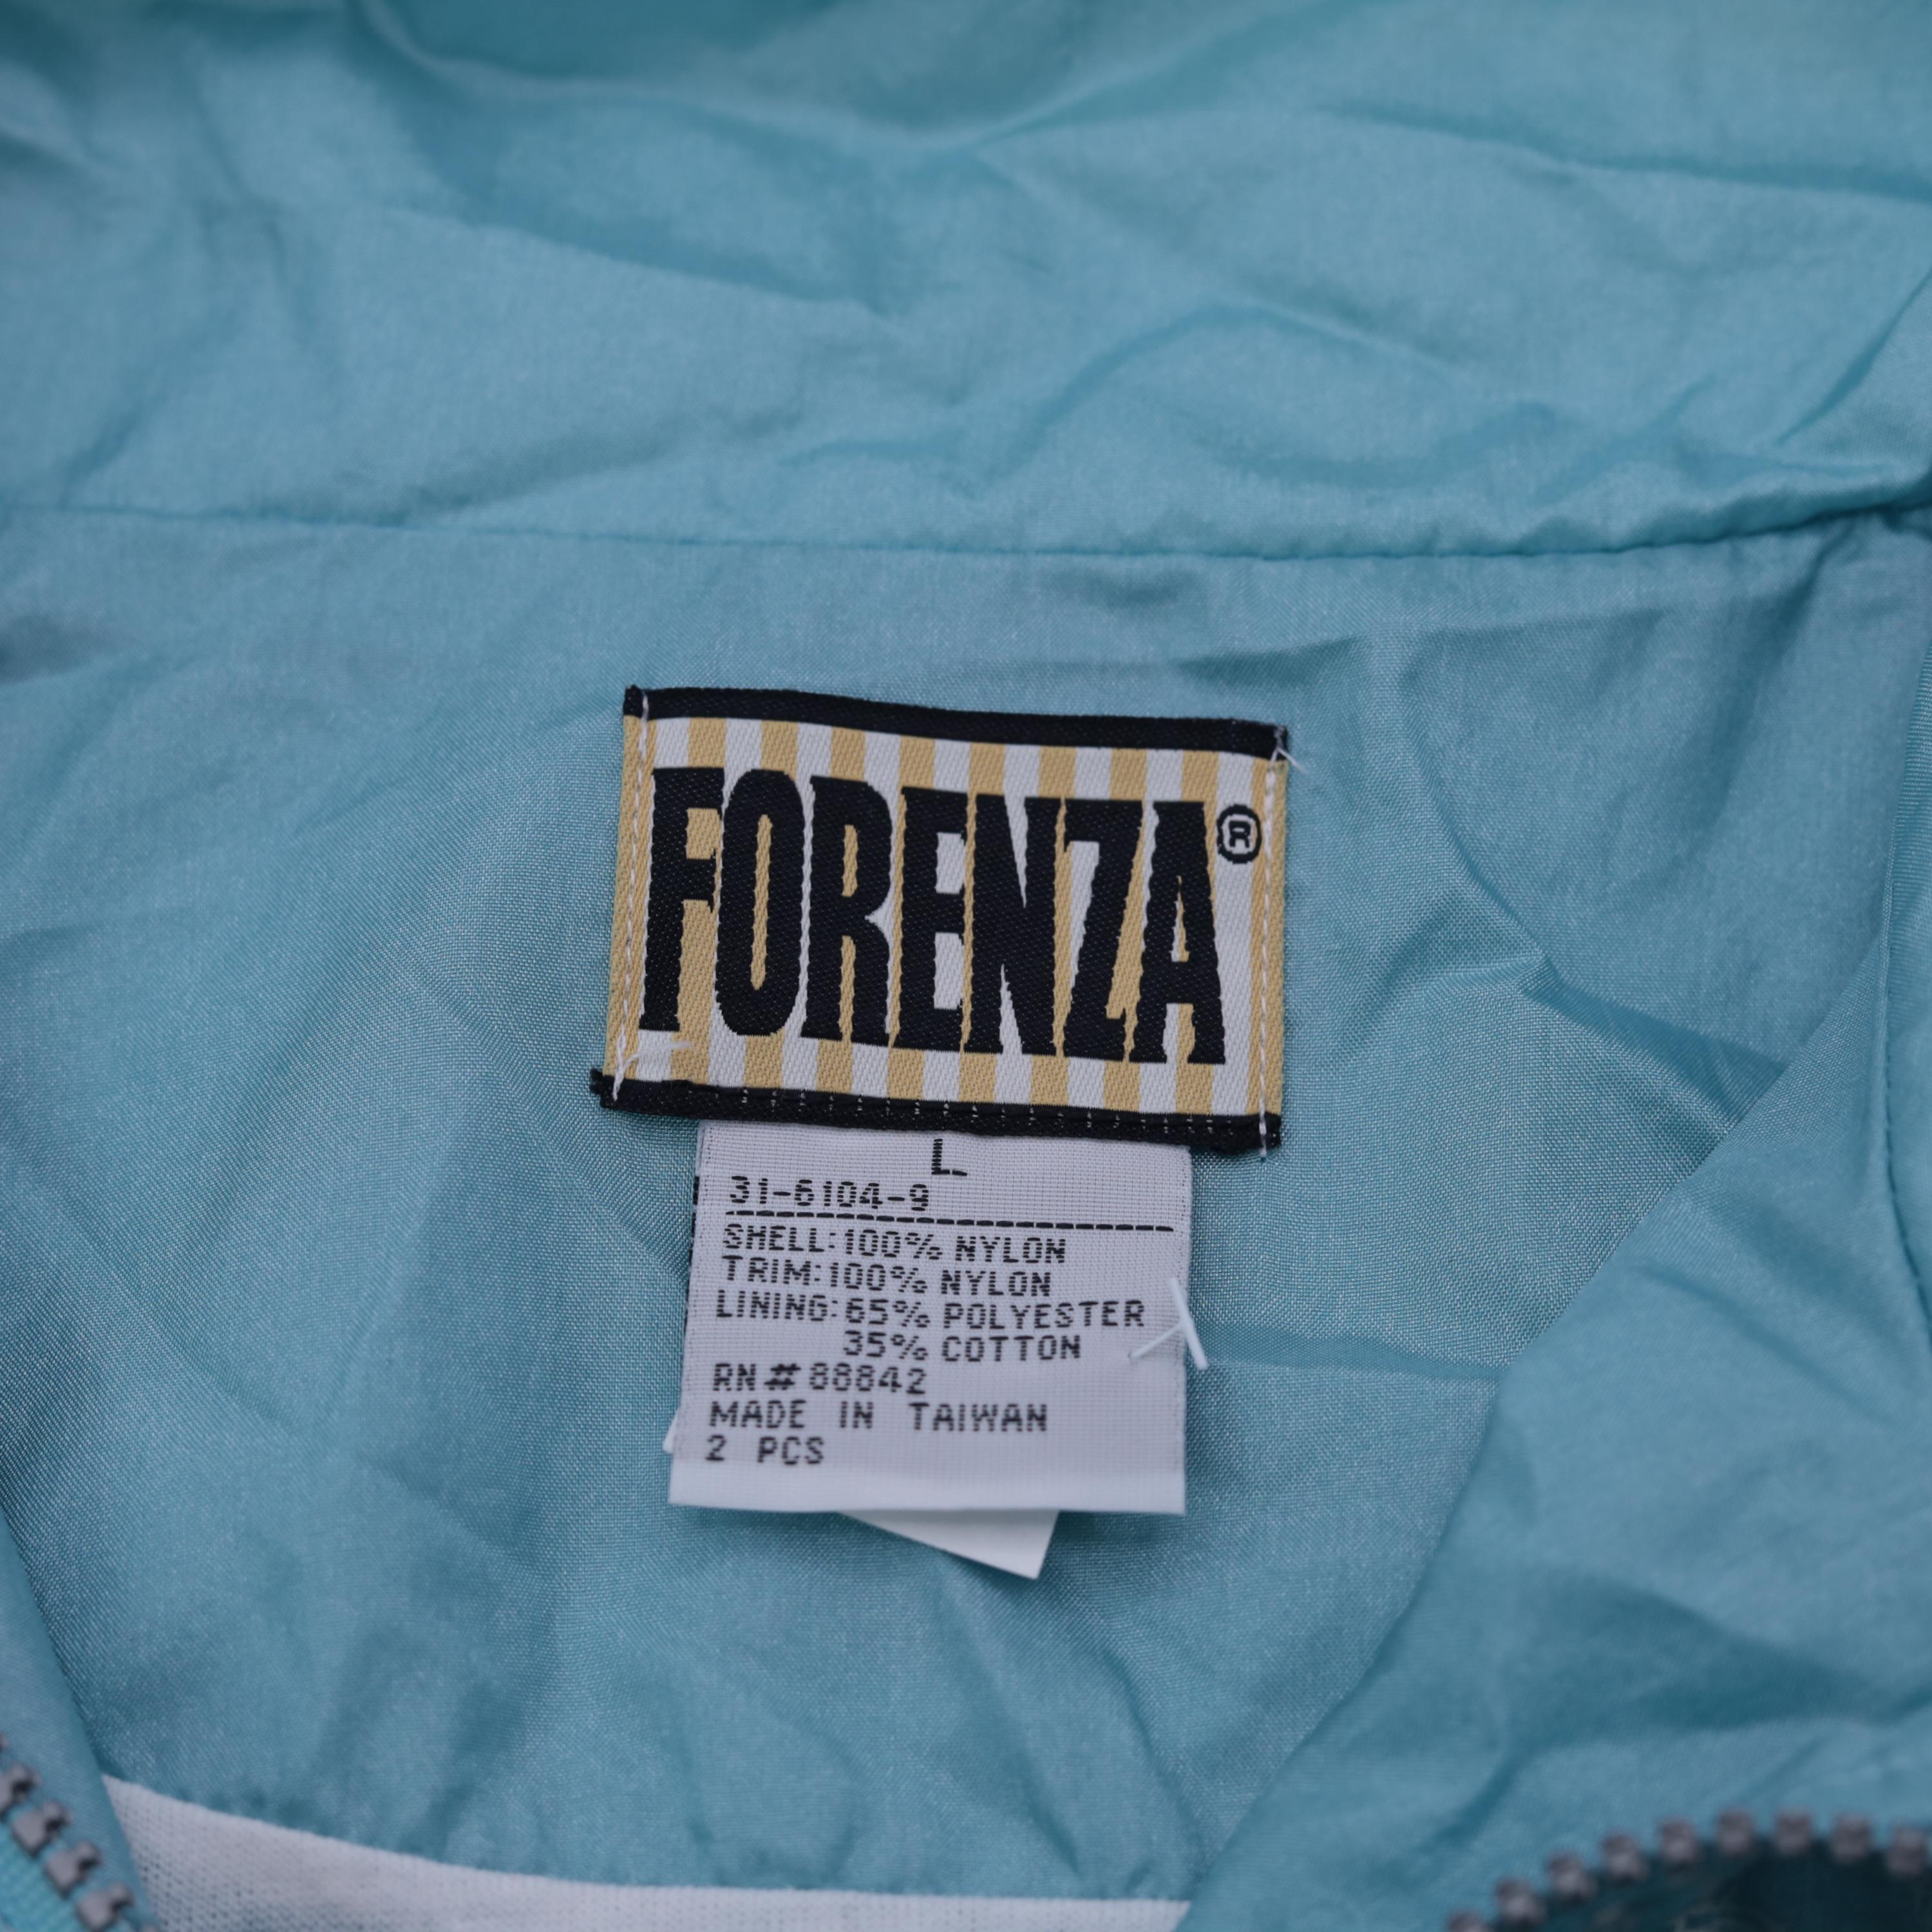 FORENZA®
L
31-6104-9
SHELL:100% NYLON
TRIM:100% NYLON
LINING:65% POLYESTER
35% COTTON
RN#88842
MADE IN TAIWAN
2 PCS